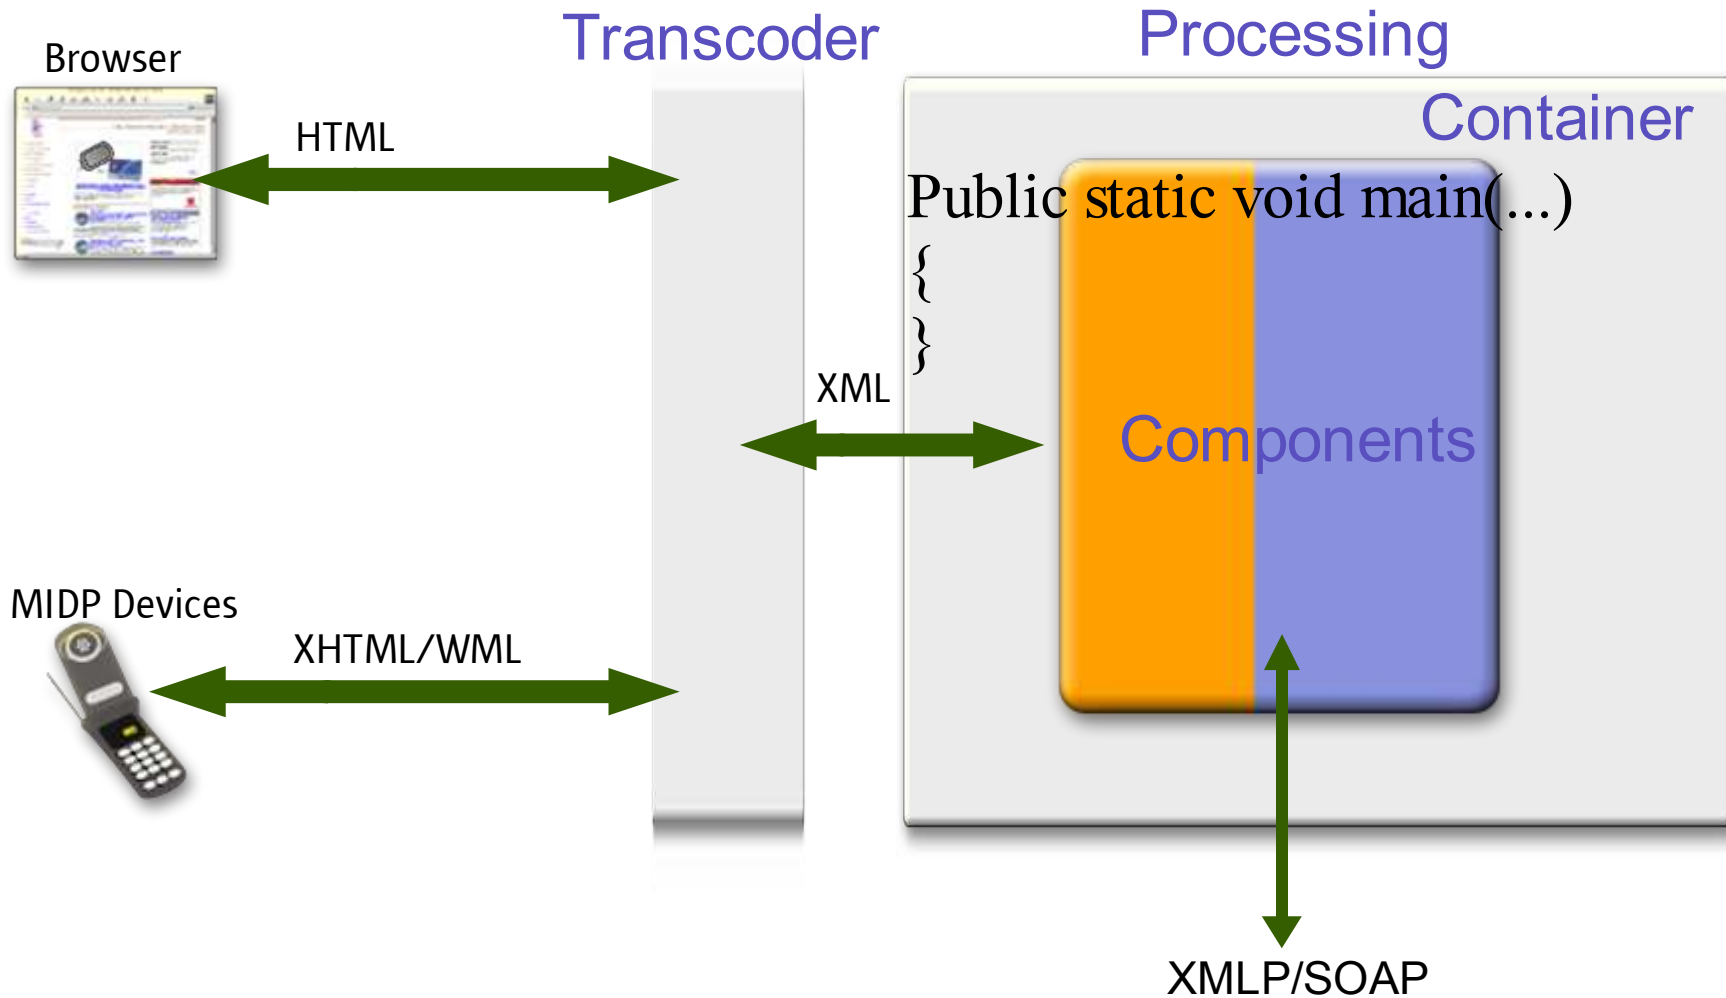 Transcoder
Processing
Browser
Container
HTML
Public static void main(...)
{
}
XML
Components
MIDP Devices
XHTML/WML
XMLP/SOAP